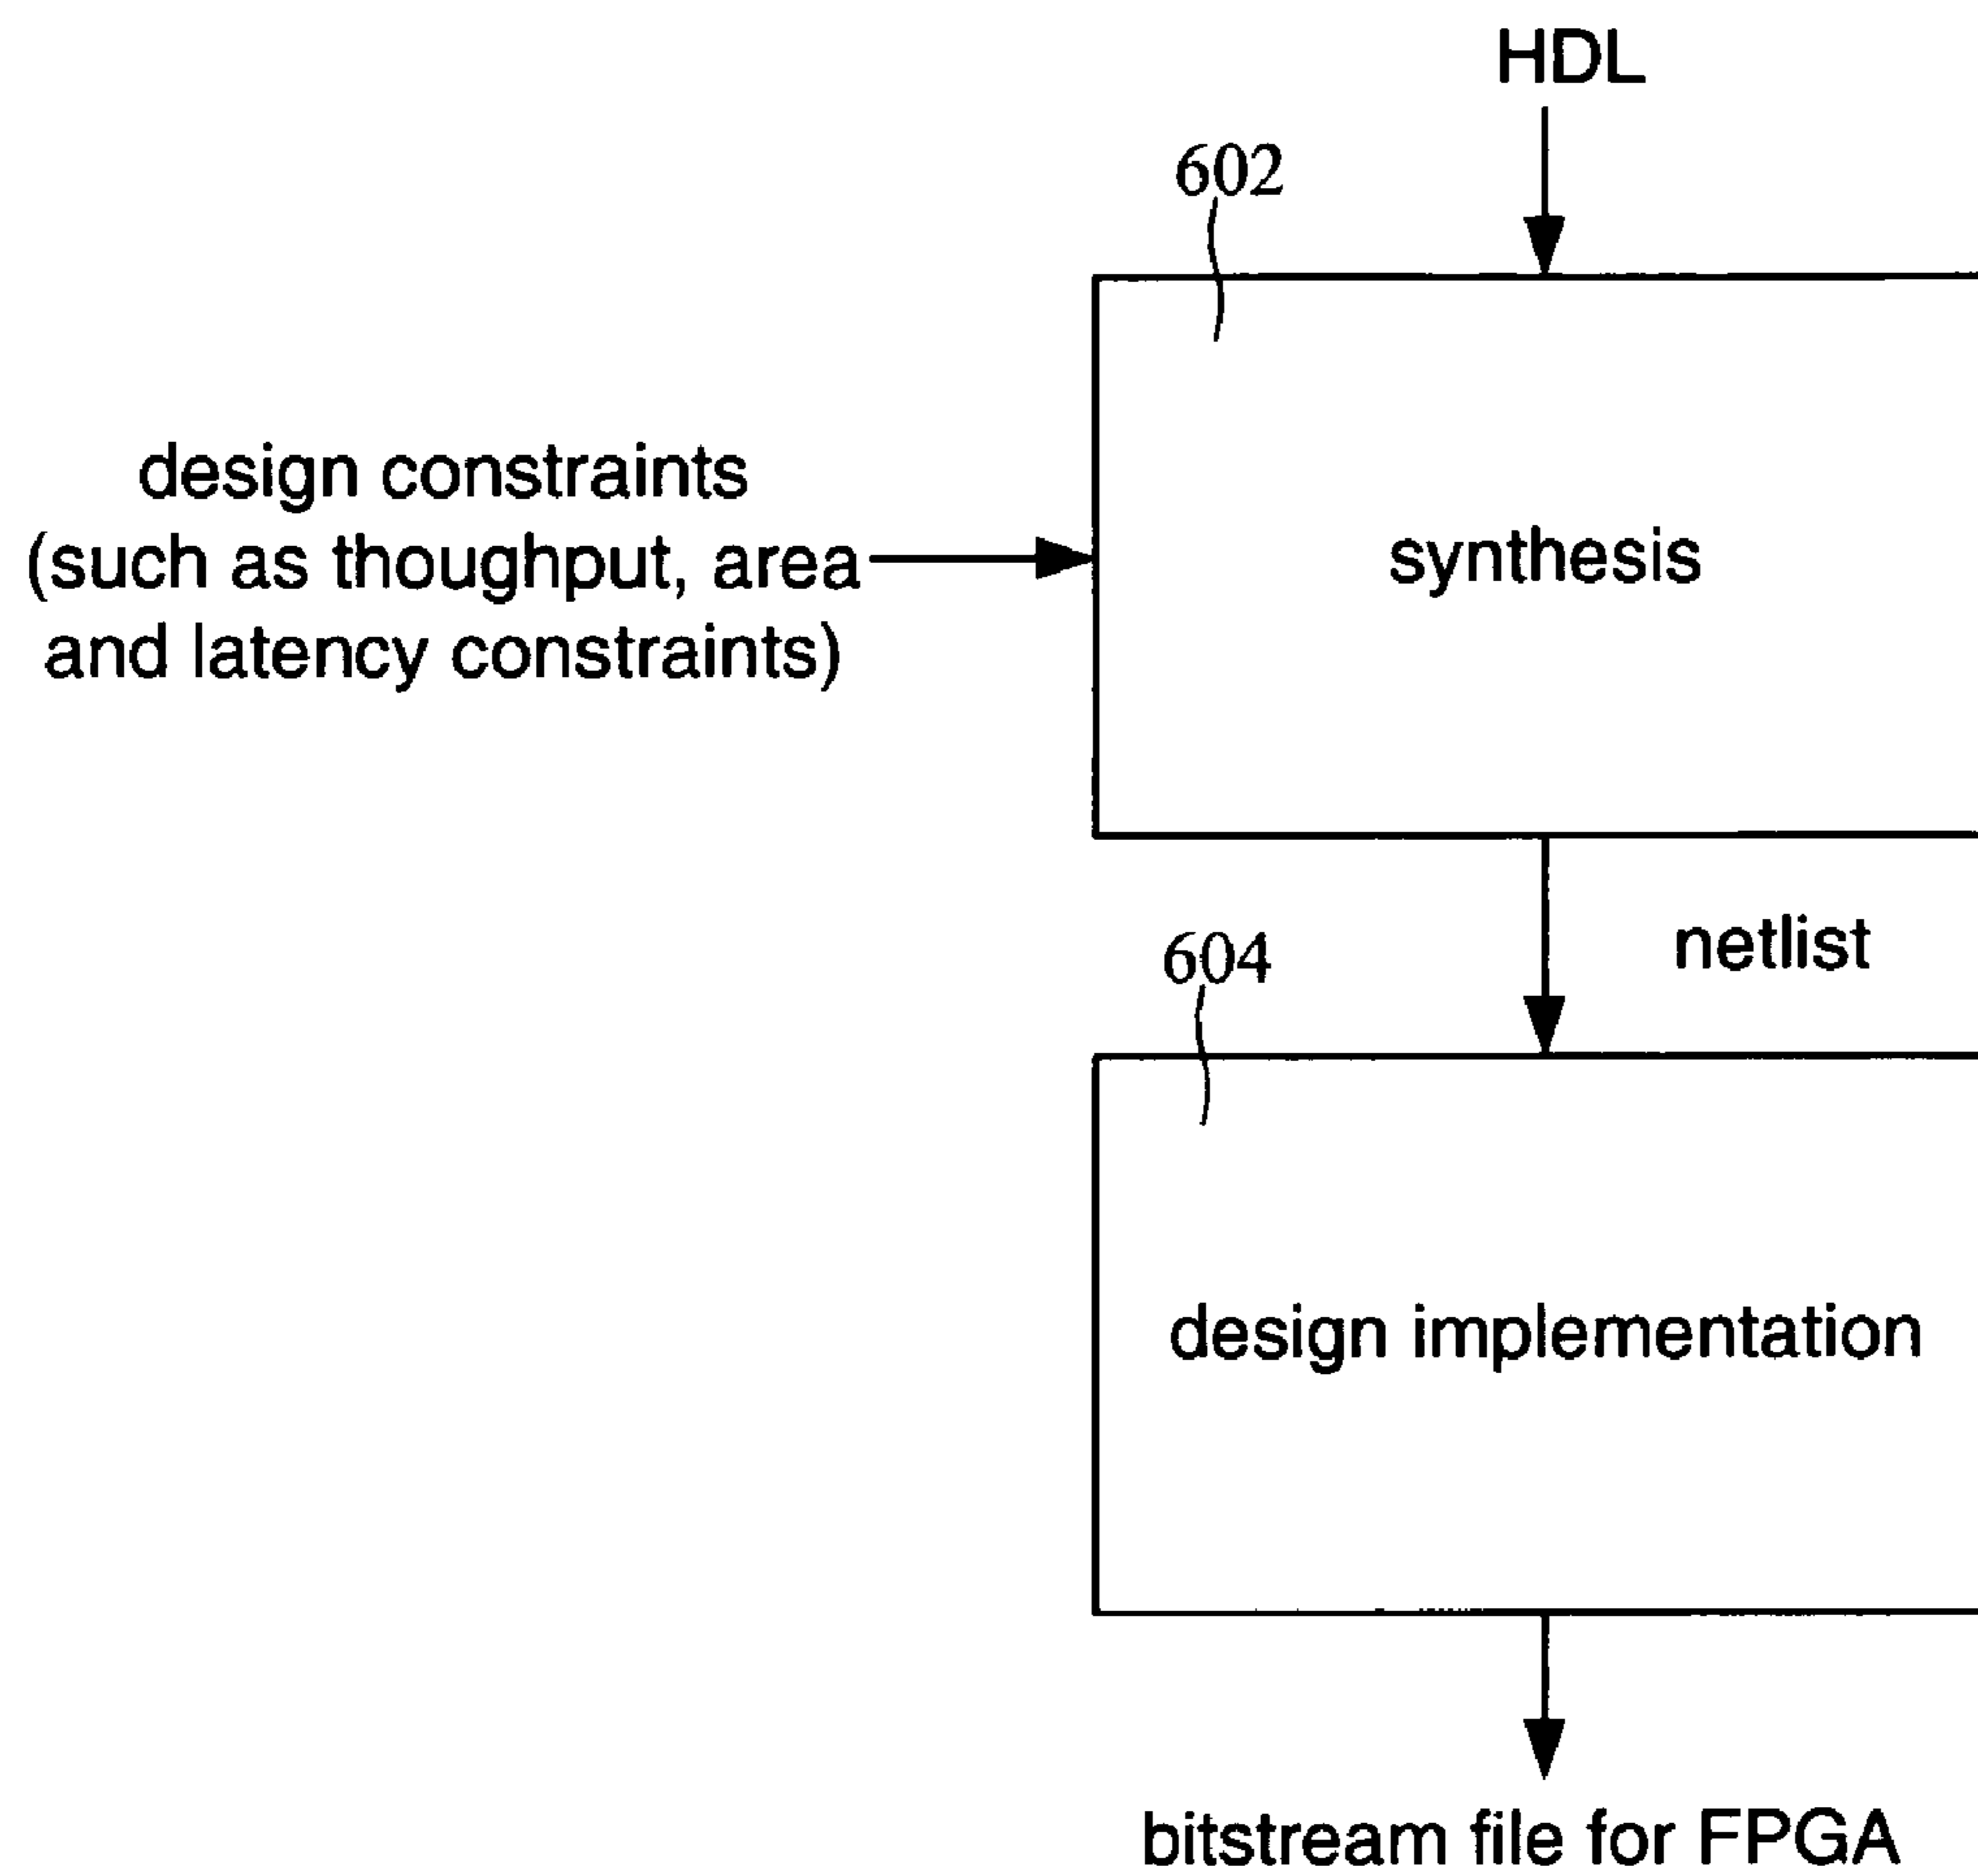 HDL
602
design constraints
(such as thoughput, area
and latency constraints)
synthesis
netlist
604
design implementation
bitstream file for FPGA